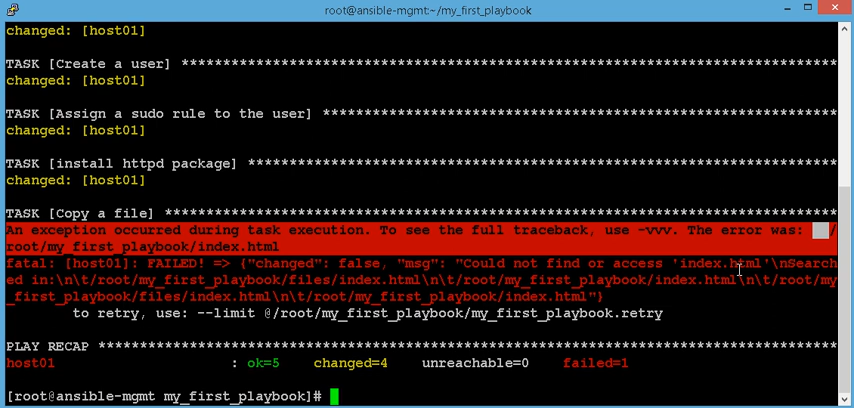 root@ansible-mgmt:~/my_first_playbook
changed: [host01]
TASK [Create a user] ******************************************************************************
changed: [host01]
TASK [Assign a sudo rule to the user] *************************************************************
changed: [host01]
TASK [install httpd package] **********************************************************************
changed: [host01]
TASK [Copy a file] ********************************************************************************
An exception occurred during task execution. To see the full traceback, use -vvv. The error was: /
root/my_first_playbook/index.html
fatal: [host01]: FAILED! => {"changed": false, "msg": "Could not find or access 'index.html'\nSearch
ed in:\n\t/root/my_first_playbook/files/index.html\n\t/root/my_first_playbook/index.html\n\t/root/my
_first_playbook/files/index.html\n\t/root/my_first_playbook/index.html"}
to retry, use: --limit @/root/my_first_playbook/my_first_playbook.retry
PLAY RECAP ****************************************************************************************
host01 : ok=5 changed=4 unreachable=0 failed=1
[root@ansible-mgmt my_first_playbook]#